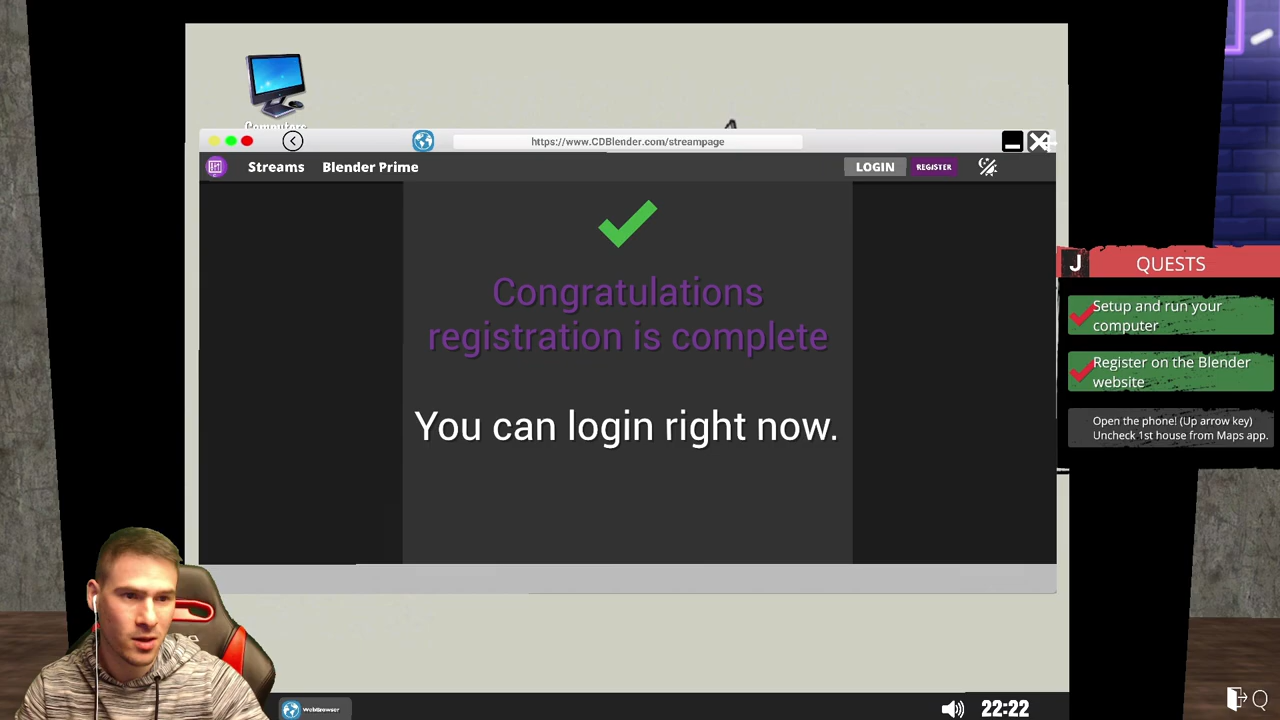 Computers
https://www.CDBlender.com/streampage
Streams Blender Prime LOGIN REGISTER
Congratulations
registration is complete
You can login right now.
J QUESTS
Setup and run your
computer
Register on the Blender
website
Open the phone! (Up arrow key)
Uncheck 1st house from Maps app.
WebBrowser
22:22
Q